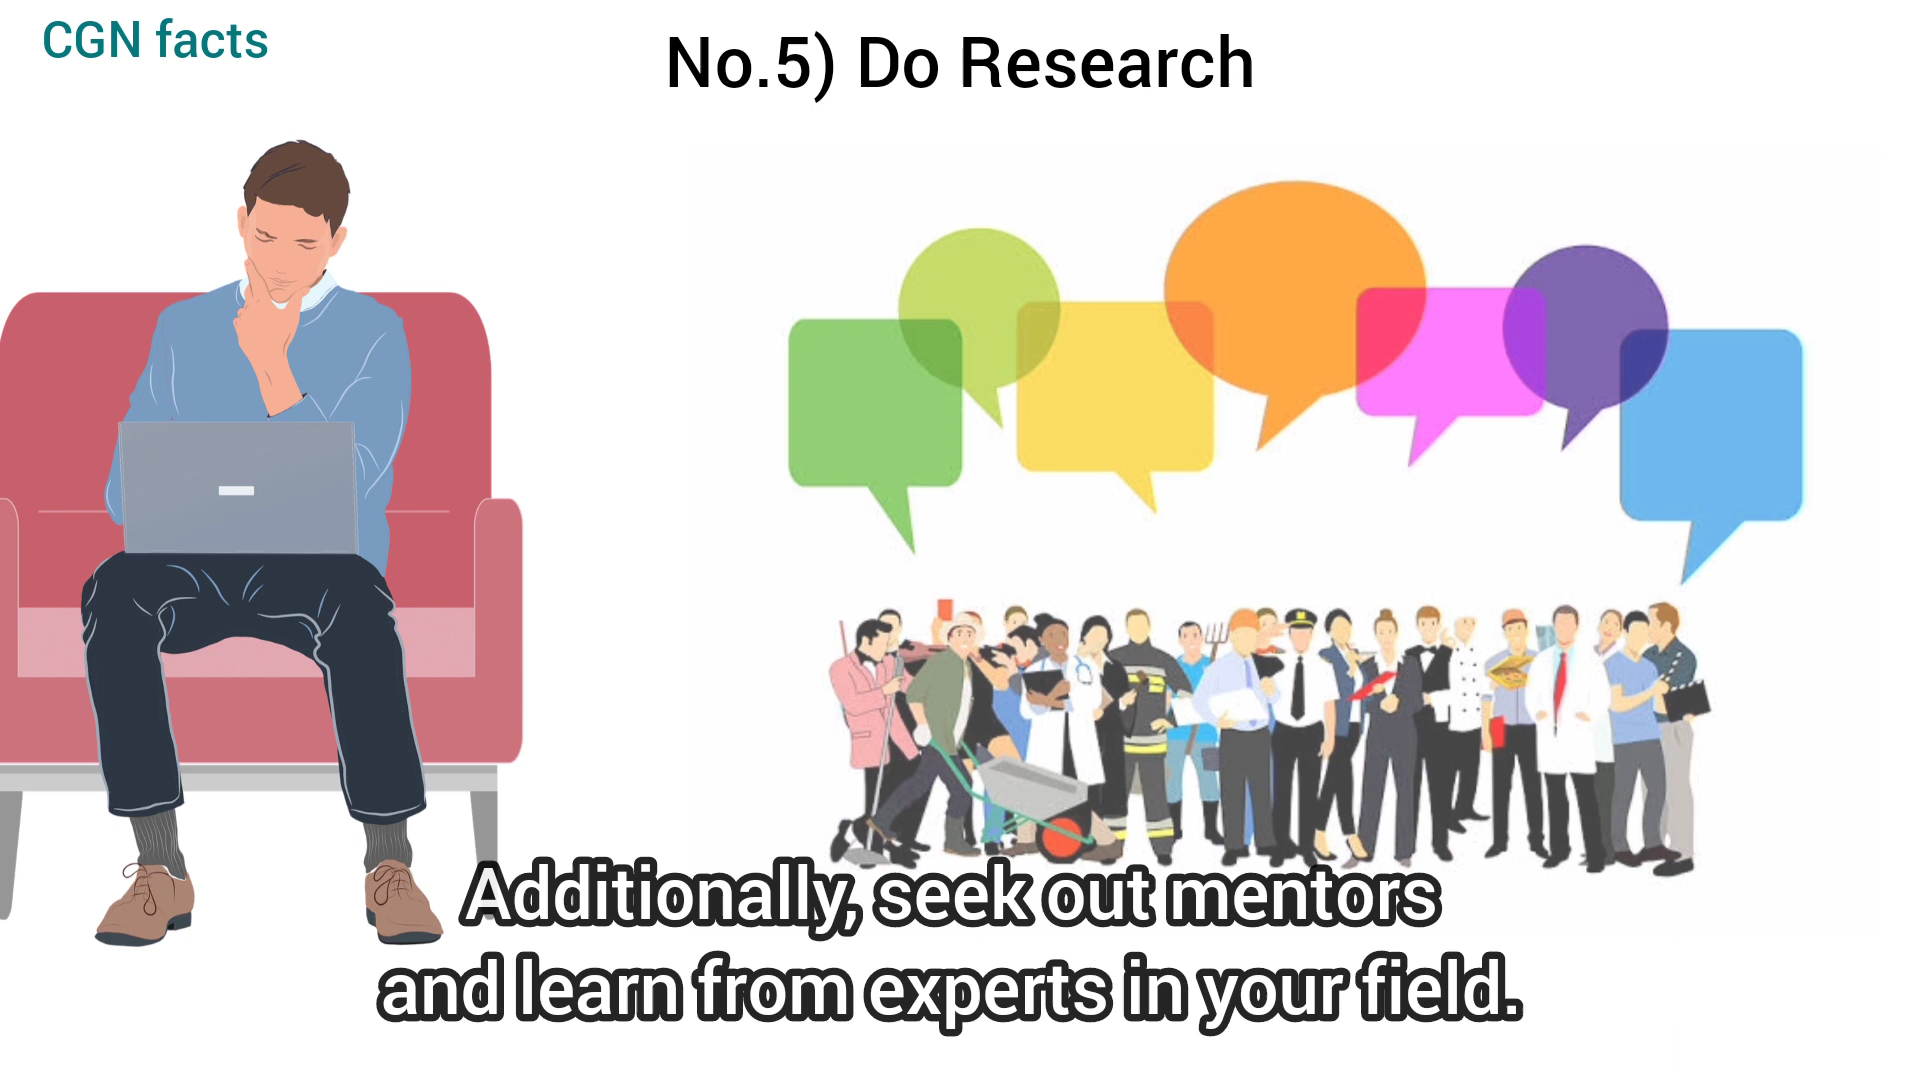 CGN facts
No.5) Do Research
Additionally, seek out mentors
and learn from experts in your field.